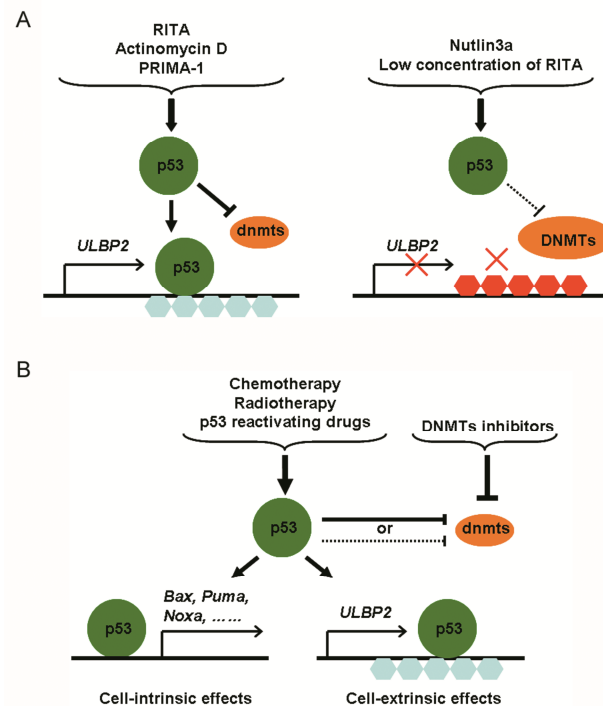 A
RITA
Actinomycin D
PRIMA-1
p53
dnmts
ULBP2
p53
Nutlin3a
Low concentration of RITA
p53
DNMTs
ULBP2
B
Chemotherapy
Radiotherapy
p53 reactivating drugs
DNMTs inhibitors
p53
or
dnmts
p53
Bax, Puma,
Noxa, ......
ULBP2
p53
Cell-intrinsic effects
Cell-extrinsic effects